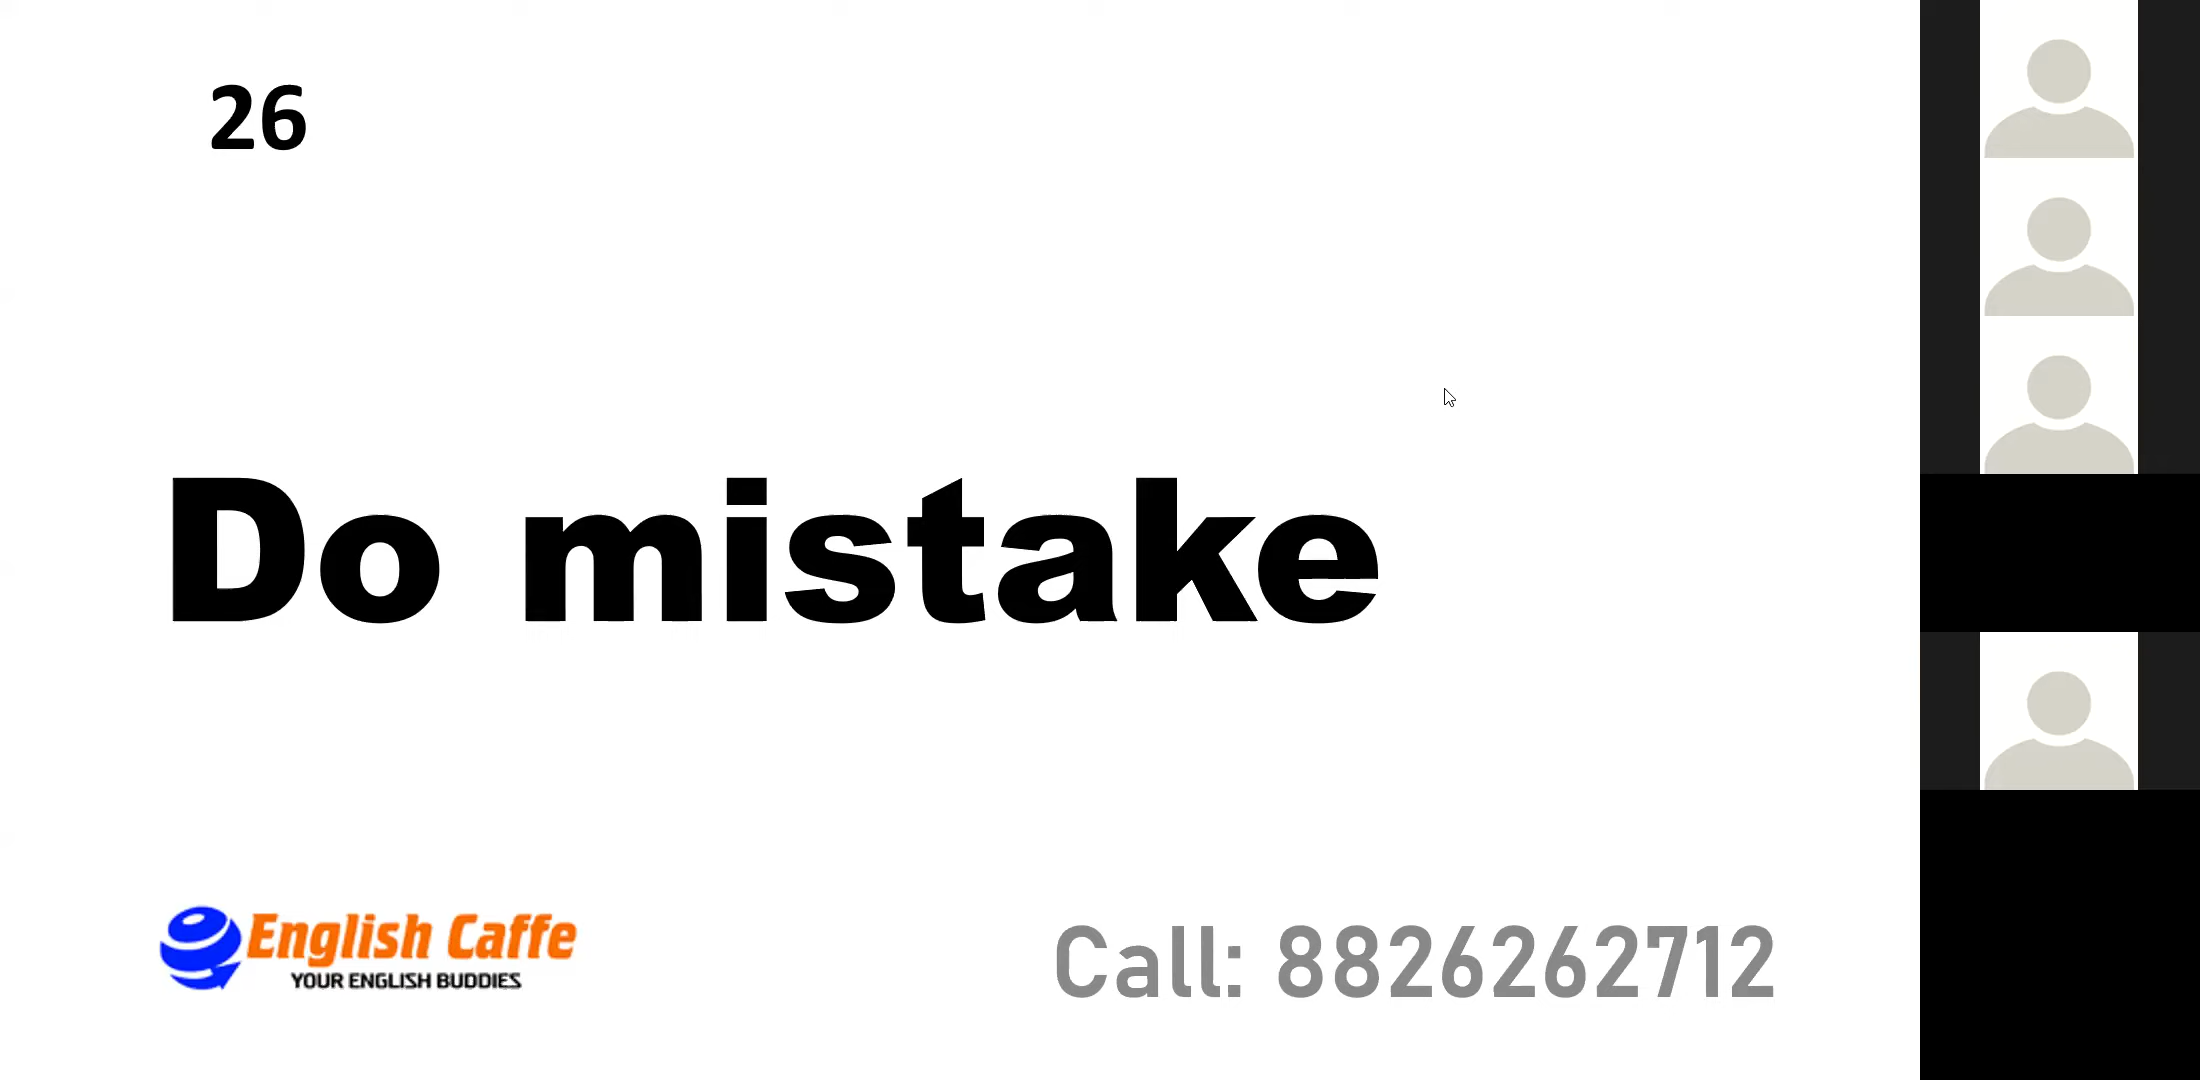 26
Do mistake
English Caffe
YOUR ENGLISH BUDDIES
Call: 8826262712